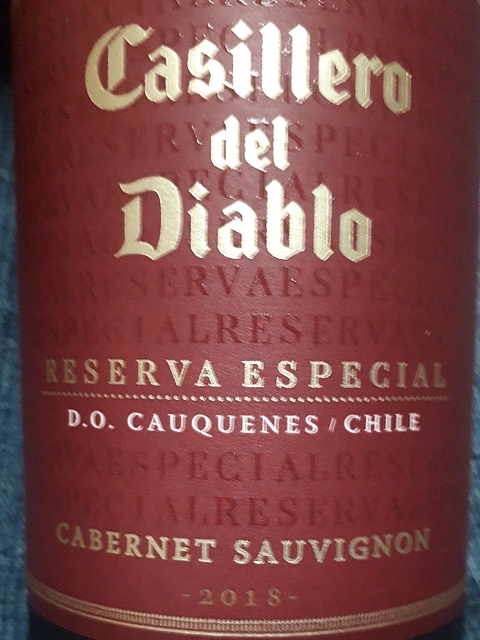 Casillero
del
Diablo
RESERVA ESPECIAL
D.O. CAUQUENES / CHILE
CABERNET SAUVIGNON
-2018-